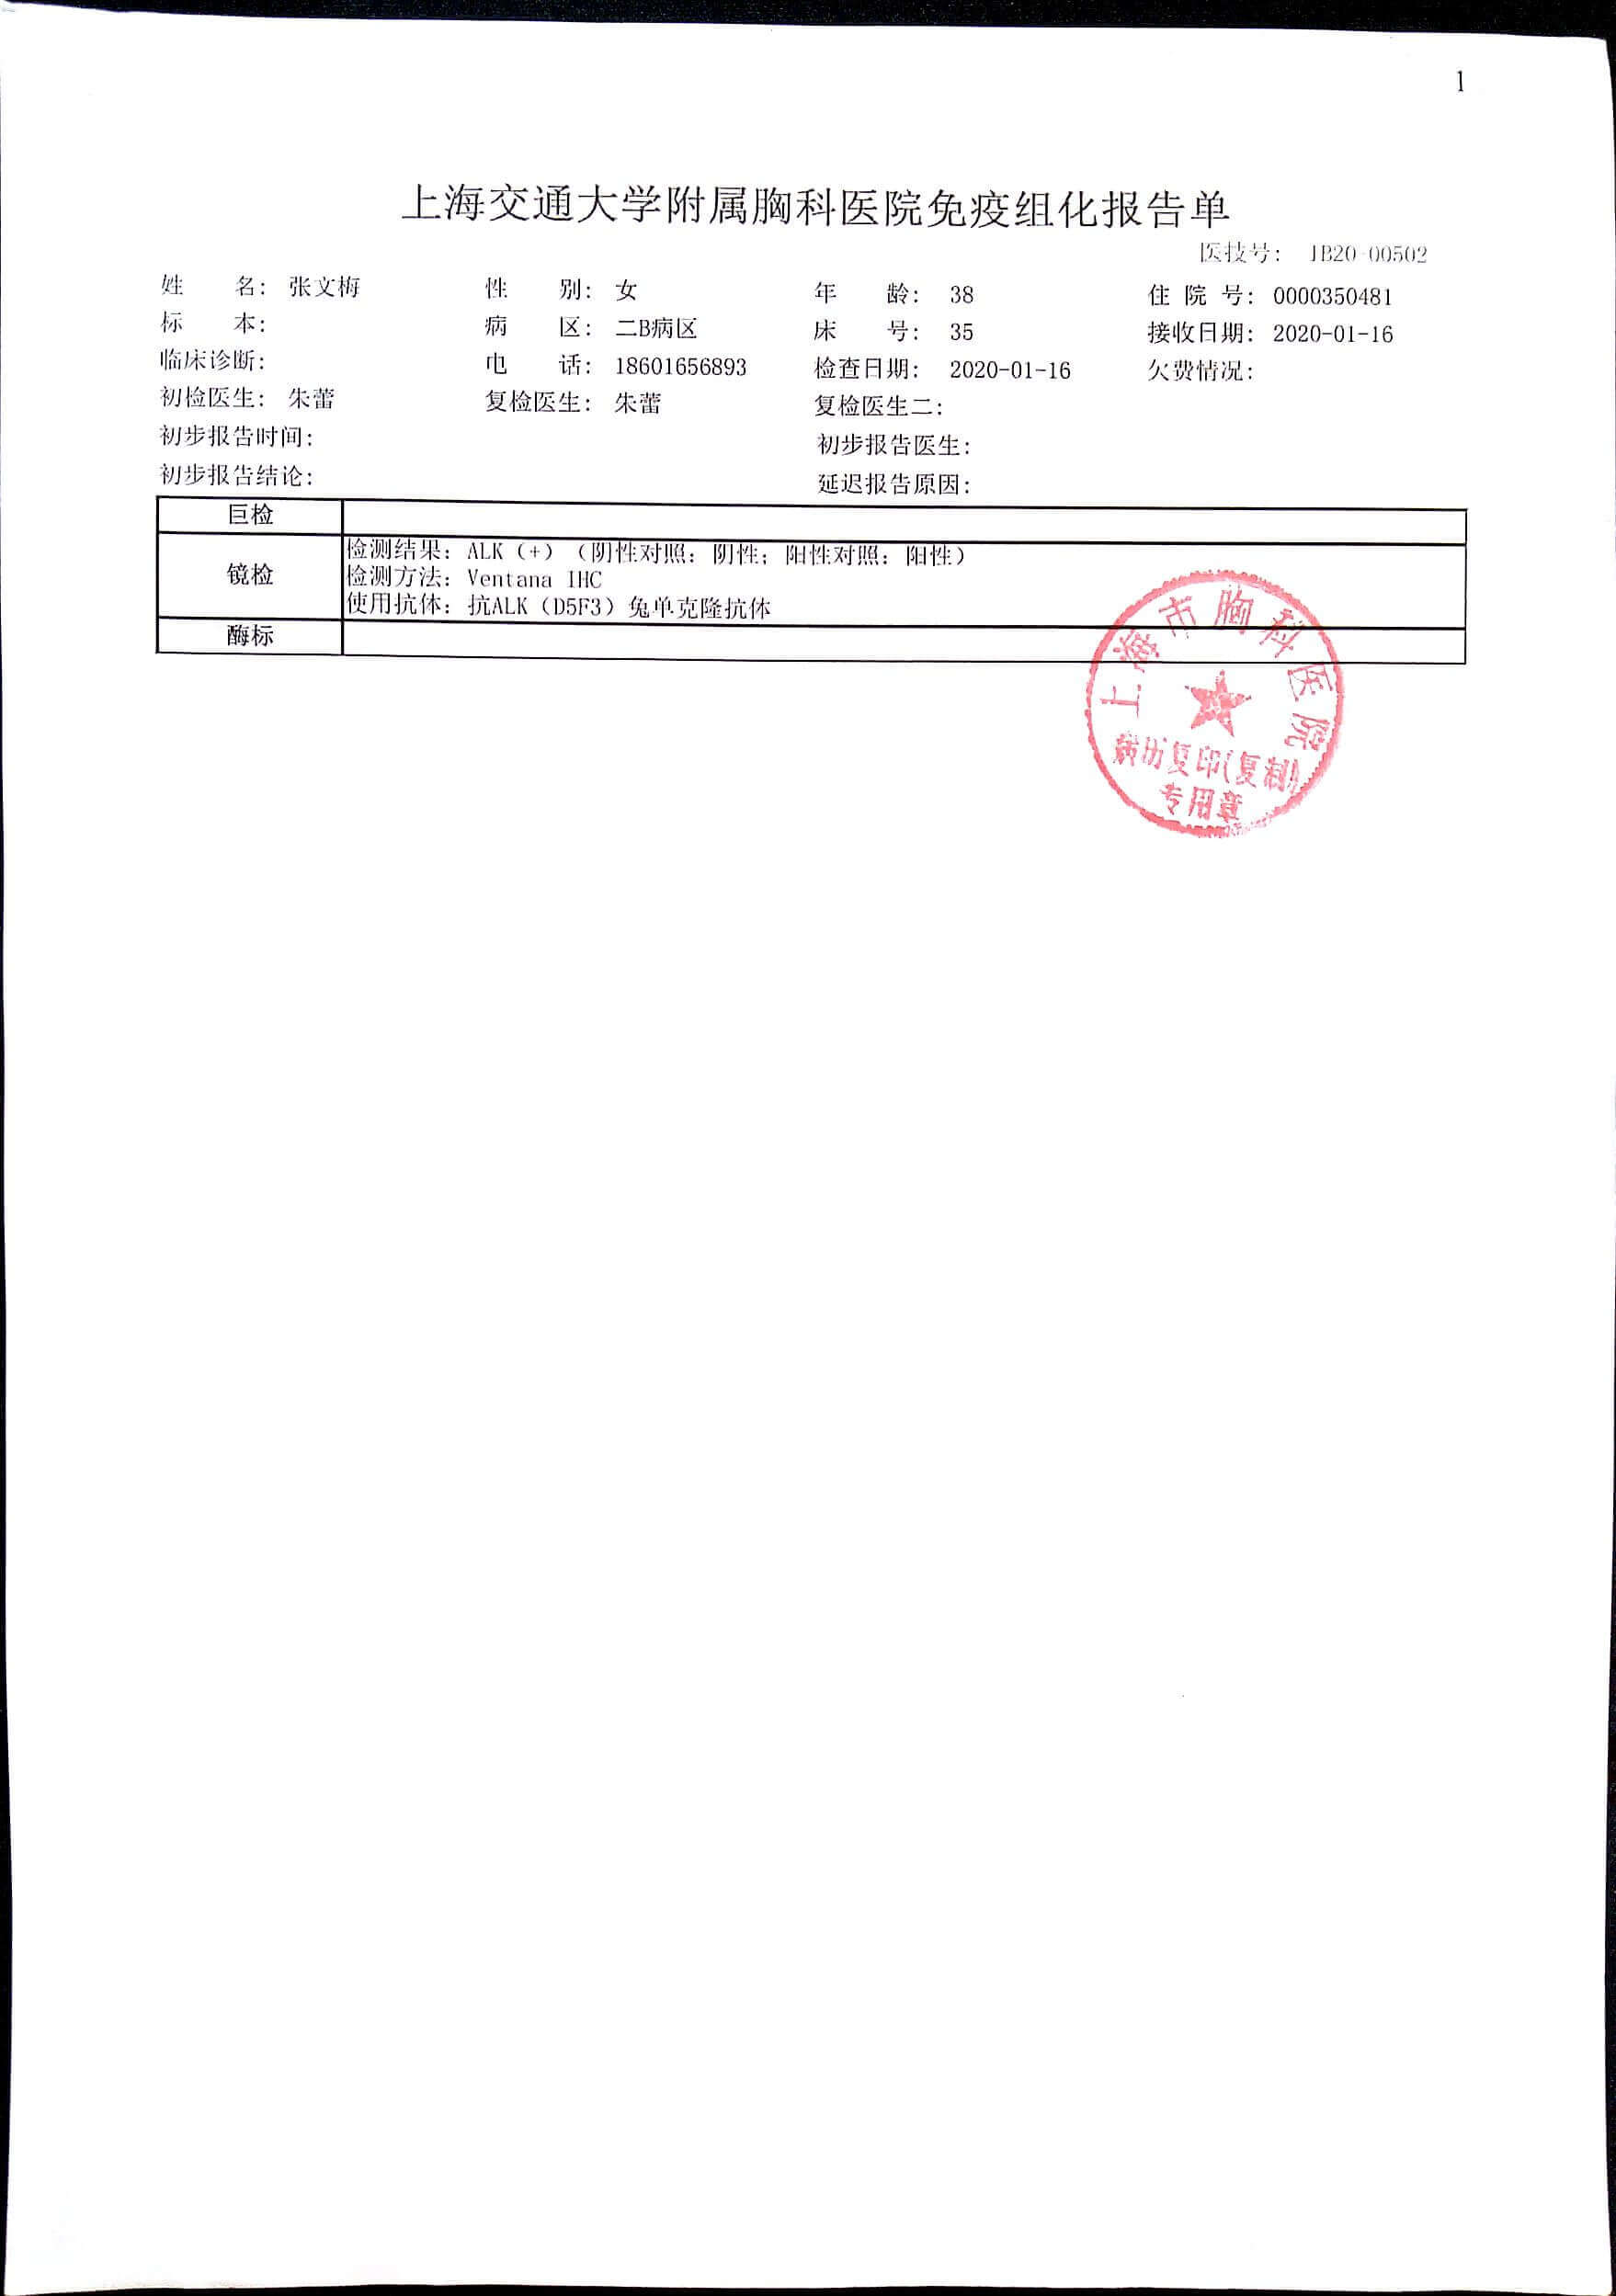 1
上海交通大学附属胸科医院免疫组化报告单
医技号: JB20-00502
姓 名: 张文梅 性 别: 女 年 龄: 38 住 院 号: 0000350481
标 本: 病 区: 二B病区 床 号: 35 接收日期: 2020-01-16
临床诊断: 电 话: 18601656893 检查日期: 2020-01-16 欠费情况:
初检医生: 朱蕾 复检医生: 朱蕾 复检医生二:
初步报告时间: 初步报告医生:
初步报告结论: 延迟报告原因:
巨检
镜检
检测结果: ALK（+）（阴性对照: 阴性; 阳性对照: 阳性）
检测方法: Ventana IHC
使用抗体: 抗ALK（D5F3）兔单克隆抗体
酶标
上海市胸科医院
病历复印(复制)
专用章